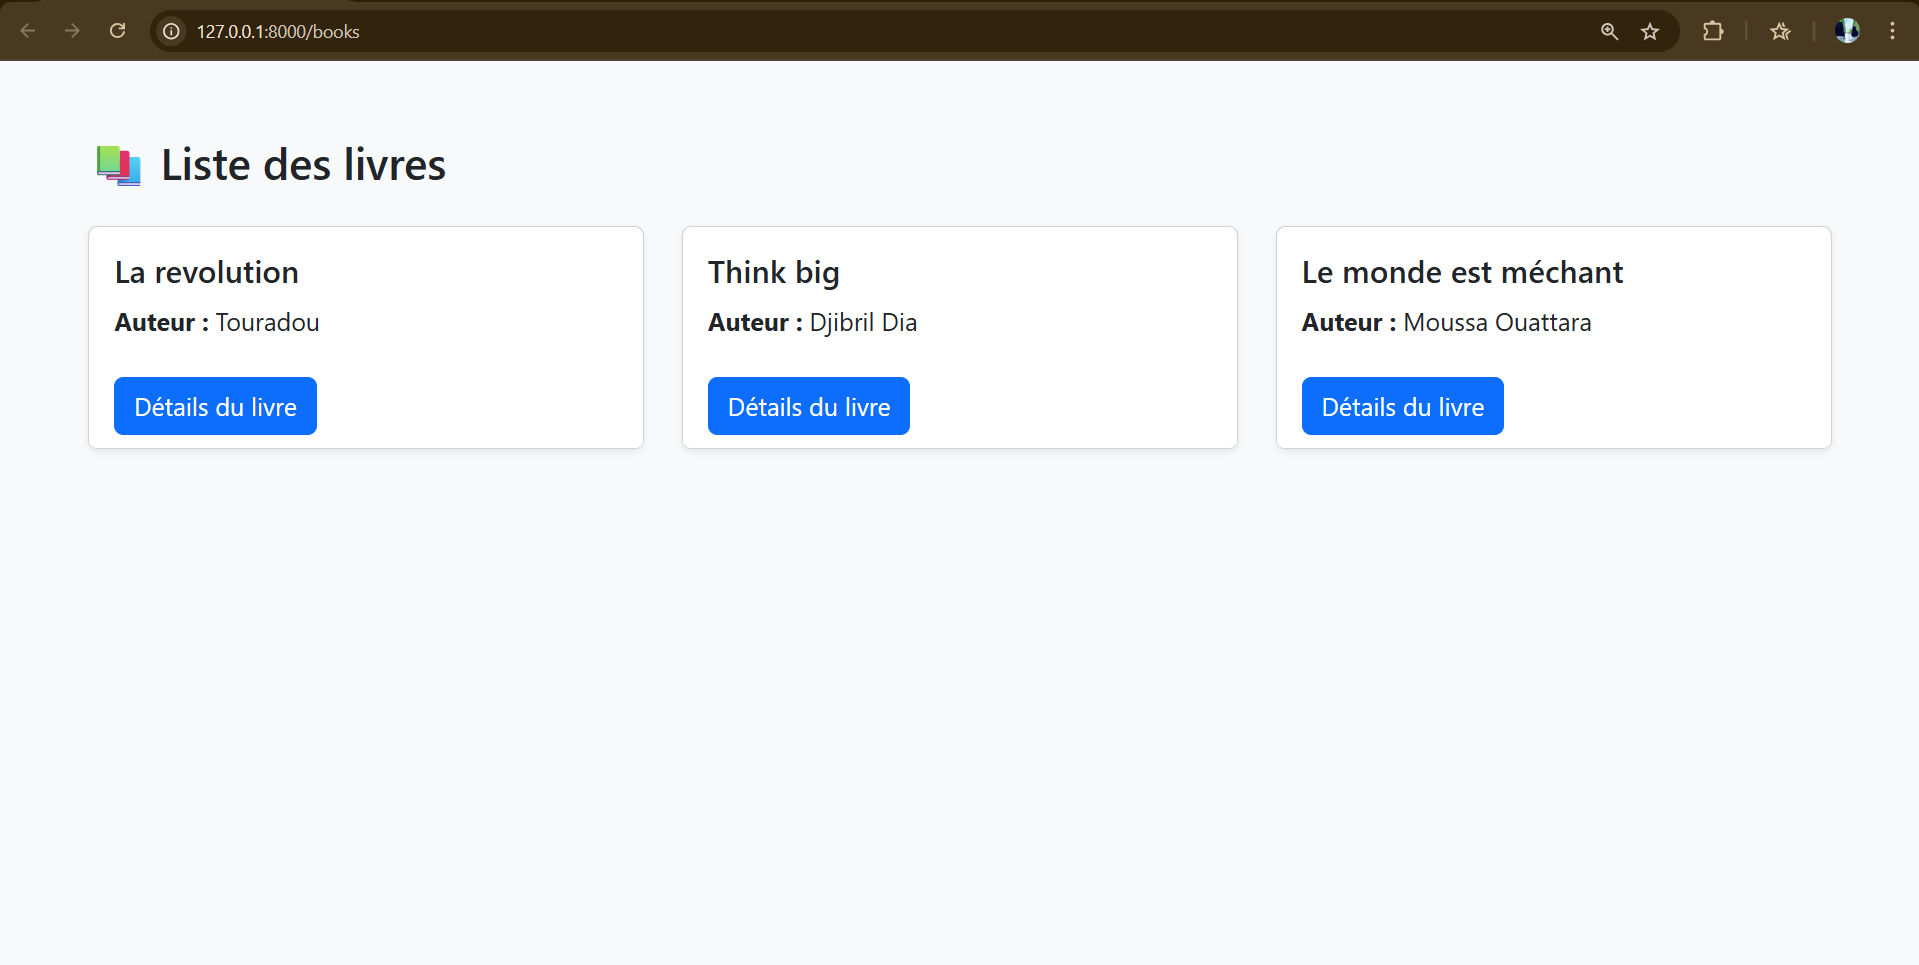 127.0.0.1:8000/books
Liste des livres
La revolution
Auteur : Touradou
Détails du livre
Think big
Auteur : Djibril Dia
Détails du livre
Le monde est méchant
Auteur : Moussa Ouattara
Détails du livre